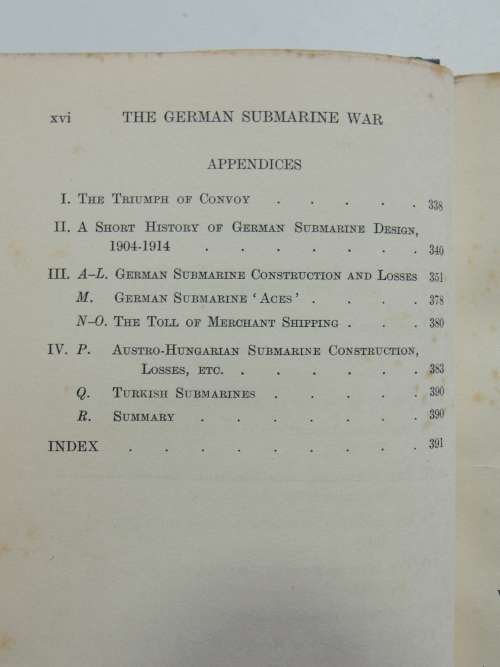 xvi THE GERMAN SUBMARINE WAR
APPENDICES
I. The Triumph of Convoy . . . . . 338
II. A Short History of German Submarine Design,
1904-1914 . . . . . . . 340
III. A–L. German Submarine Construction and Losses 351
M. German Submarine ‘Aces’ . . . . 378
N–O. The Toll of Merchant Shipping . . . 380
IV. P. Austro-Hungarian Submarine Construction,
Losses, etc. . . . . . . 383
Q. Turkish Submarines . . . . . 390
R. Summary . . . . . . . 390
INDEX . . . . . . . . . 391